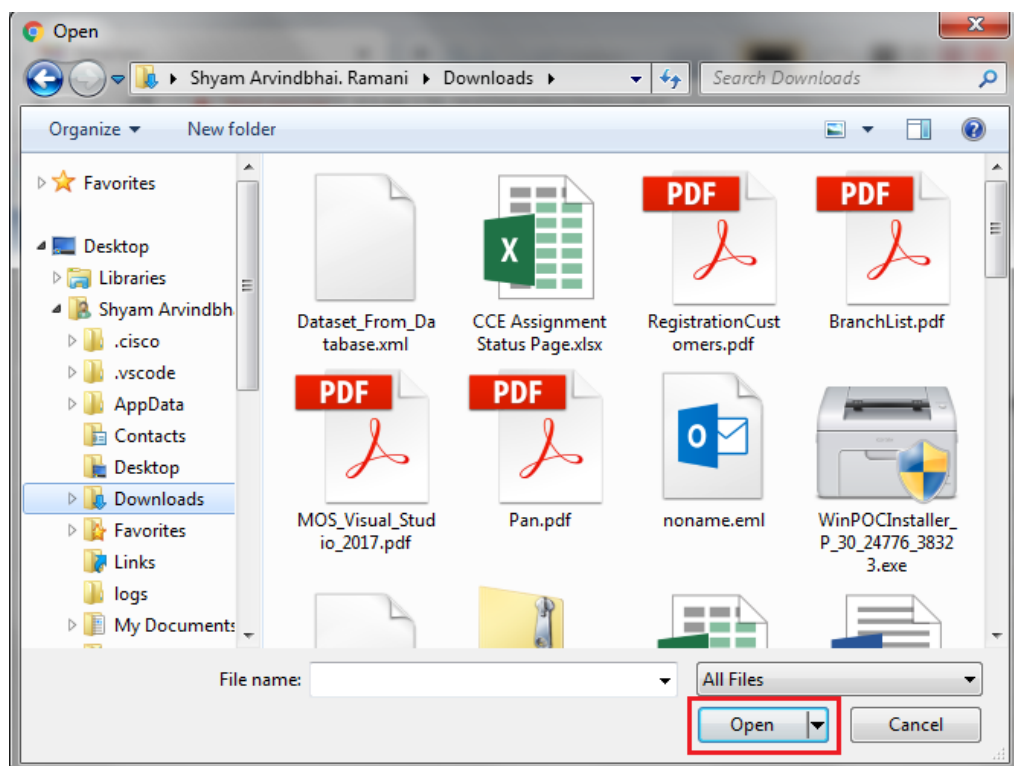 Open
Shyam Arvindbhai. Ramani
Downloads
Search Downloads
Organize
New folder
Favorites
Desktop
Libraries
Shyam Arvindbh
.cisco
.vscode
AppData
Contacts
Desktop
Downloads
Favorites
Links
logs
My Documents
Dataset_From_Da
tabase.xml
X
CCE Assignment
Status Page.xlsx
PDF
RegistrationCust
omers.pdf
PDF
BranchList.pdf
PDF
MOS_Visual_Stud
io_2017.pdf
PDF
Pan.pdf
o
noname.eml
WinPOCInstaller_
P_30_24776_3832
3.exe
File name:
All Files
Open
Cancel